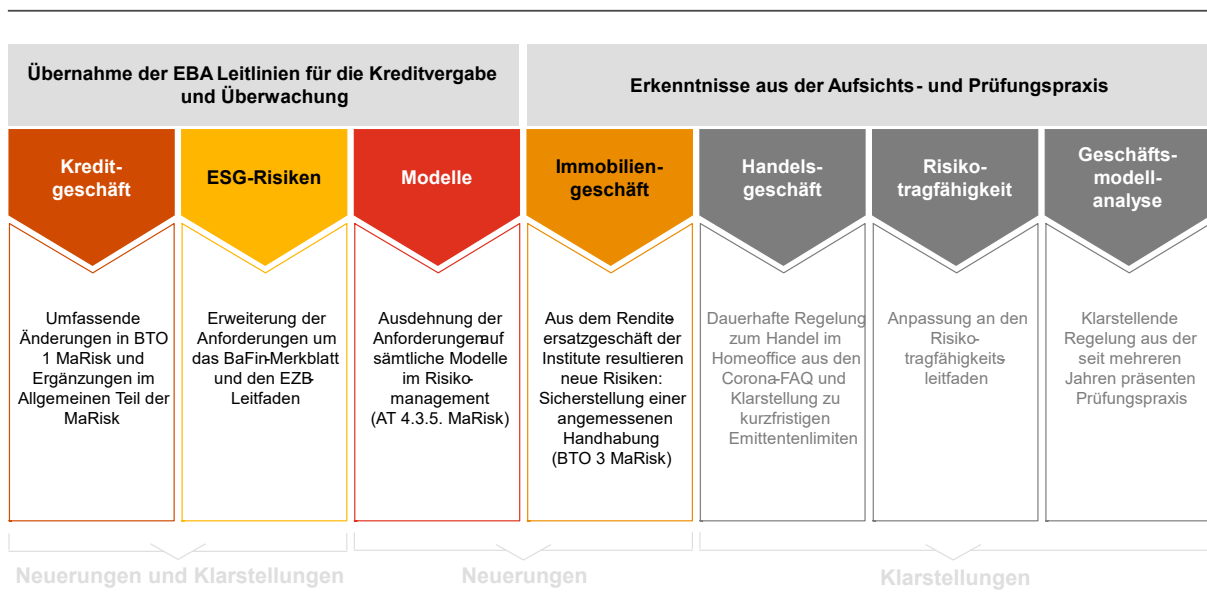 Übernahme der EBA Leitlinien für die Kreditvergabe
und Überwachung
Erkenntnisse aus der Aufsichts- und Prüfungspraxis
Kredit-
geschäft
ESG-Risiken
Modelle
Immobilien-
geschäft
Handels-
geschäft
Risiko-
tragfähigkeit
Geschäfts-
modell-
analyse
Umfassende
Änderungen in BTO
1 MaRisk und
Ergänzungen im
Allgemeinen Teil der
MaRisk
Erweiterung der
Anforderungen um
das BaFin-Merkblatt
und den EZB-
Leitfaden
Ausdehnung der
Anforderungen auf
sämtliche Modelle
im Risiko-
management
(AT 4.3.5. MaRisk)
Aus dem Rendite-
ersatzgeschäft der
Institute resultieren
neue Risiken:
Sicherstellung einer
angemessenen
Handhabung
(BTO 3 MaRisk)
Dauerhafte Regelung
zum Handel im
Homeoffice aus den
Corona-FAQ und
Klarstellung zu
kurzfristigen
Emittentenlimiten
Anpassung an den
Risiko-
tragfähigkeits-
leitfaden
Klarstellende
Regelung aus der
seit mehreren
Jahren präsenten
Prüfungspraxis
Neuerungen und Klarstellungen
Neuerungen
Klarstellungen